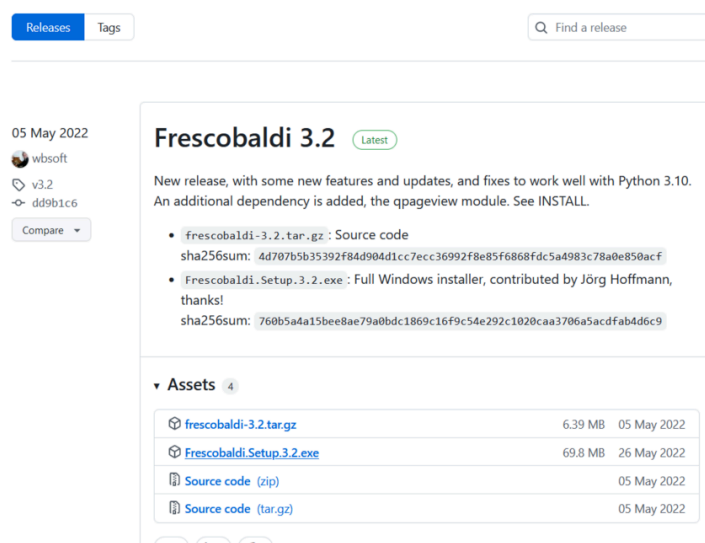 Releases Tags Find a release
05 May 2022
wbsoft
v3.2
dd9b1c6
Compare
Frescobaldi 3.2 Latest
New release, with some new features and updates, and fixes to work well with Python 3.10.
An additional dependency is added, the qpageview module. See INSTALL.
frescobaldi-3.2.tar.gz : Source code
sha256sum: 4d707b5b35392f84d904d1cc7ecc36992f8e85f6868fdc5a4983c78a0e850acf
Frescobaldi.Setup.3.2.exe : Full Windows installer, contributed by Jörg Hoffmann,
thanks!
sha256sum: 760b5a4a15bee8ae79a0bdc1869c16f9c54e292c1020caa3706a5acdfab4d6c9
Assets 4
frescobaldi-3.2.tar.gz 6.39 MB 05 May 2022
Frescobaldi.Setup.3.2.exe 69.8 MB 26 May 2022
Source code (zip) 05 May 2022
Source code (tar.gz) 05 May 2022